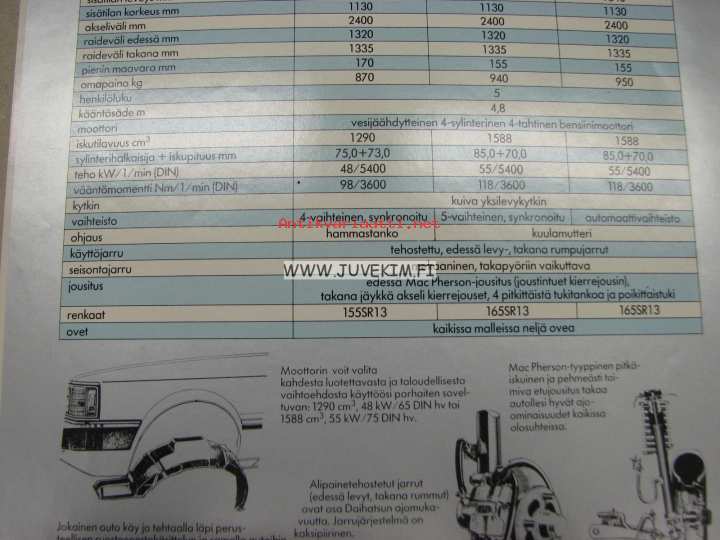 sisätilan korkeus mm 1130 1130 1130
akseliväli mm 2400 2400 2400
raideväli edessä mm 1320 1320 1320
raideväli takana mm 1335 1335 1335
pienin maavara mm 170 155 155
omapaino kg 870 940 950
henkilöluku 5
kääntösäde m 4,8
moottori vesijäähdytteinen 4-sylinterinen 4-tahtinen bensiinimoottori
iskutilavuus cm³ 1290 1588 1588
sylinterihalkaisija + iskupituus mm 75,0+73,0 85,0+70,0 85,0+70,0
teho kW/1/min (DIN) 48/5400 55/5400 55/5400
vääntömomentti Nm/1/min (DIN) 98/3600 118/3600 118/3600
kytkin kuiva yksilevykytkin
vaihteisto 4-vaihteinen, synkronoitu 5-vaihteinen, synkronoitu automaattivaihteisto
Antikvariaatti.net
ohjaus hammastanko kuulamutteri
käyttöjarru tehostettu, edessä levy-, takana rumpujarrut
seisontajarru paninen, takapyöriin vaikuttava
WWW.JUVEKIM.FI
jousitus edessä Mac Pherson-jousitus (joustintuet kierrejousin),
takana jäykkä akseli kierrejouset, 4 pitkittäistä tukitankoa ja poikittaistuki
renkaat 155SR13 165SR13 165SR13
ovet kaikissa malleissa neljä ovea
Moottorin voit valita
kahdesta luotettavasta ja taloudellisesta
vaihtoehdosta käyttöösi parhaiten sovel-
tuvan: 1290 cm³, 48 kW/65 DIN hv tai
1588 cm³, 55 kW/75 DIN hv.
Mac Pherson-tyyppinen pitkä-
iskuinen ja pehmeästi toi-
miva etujousitus takaa
autollesi hyvät ajo-
ominaisuudet kaikissa
olosuhteissa.
Alipainetehostetut jarrut
(edessä levyt, takana rummut)
ovat osa Daihatsun ajomuka-
vuutta. Jarrujärjestelmä on
kaksipiirinen.
Jokainen auto käy jo tehtaalla läpi perus-